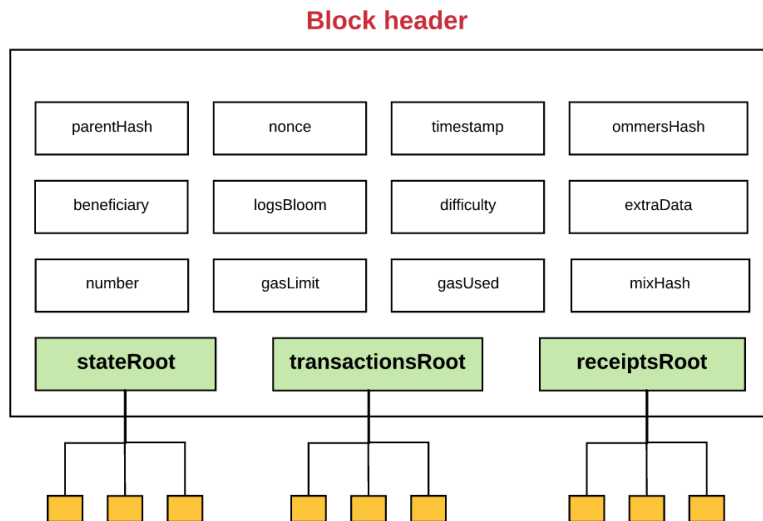 Block header
parentHash
nonce
timestamp
ommersHash
beneficiary
logsBloom
difficulty
extraData
number
gasLimit
gasUsed
mixHash
stateRoot
transactionsRoot
receiptsRoot